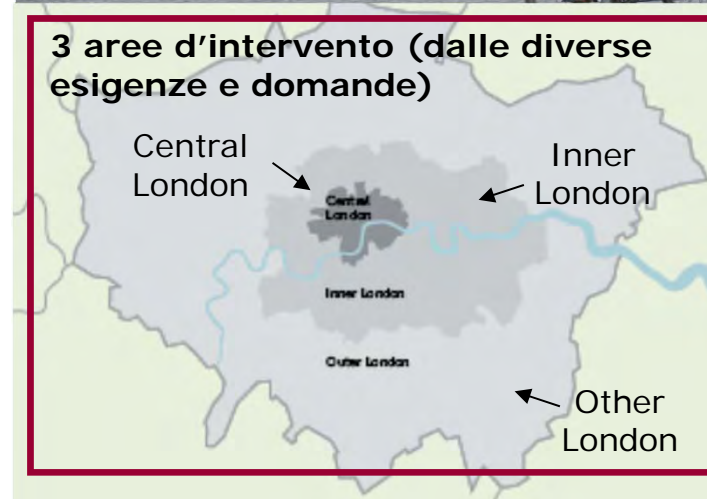 3 aree d'intervento (dalle diverse
esigenze e domande)
Central
London
Inner
London
Central
London
Inner London
Outer London
Other
London